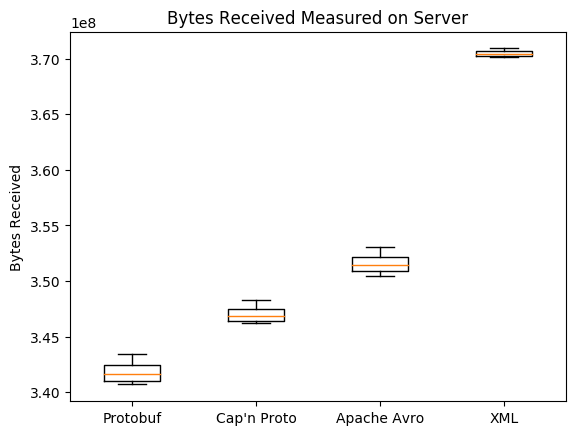 Bytes Received Measured on Server
1e8
3.70
3.65
3.60
3.55
3.50
3.45
3.40
Bytes Received
Protobuf Cap'n Proto Apache Avro XML